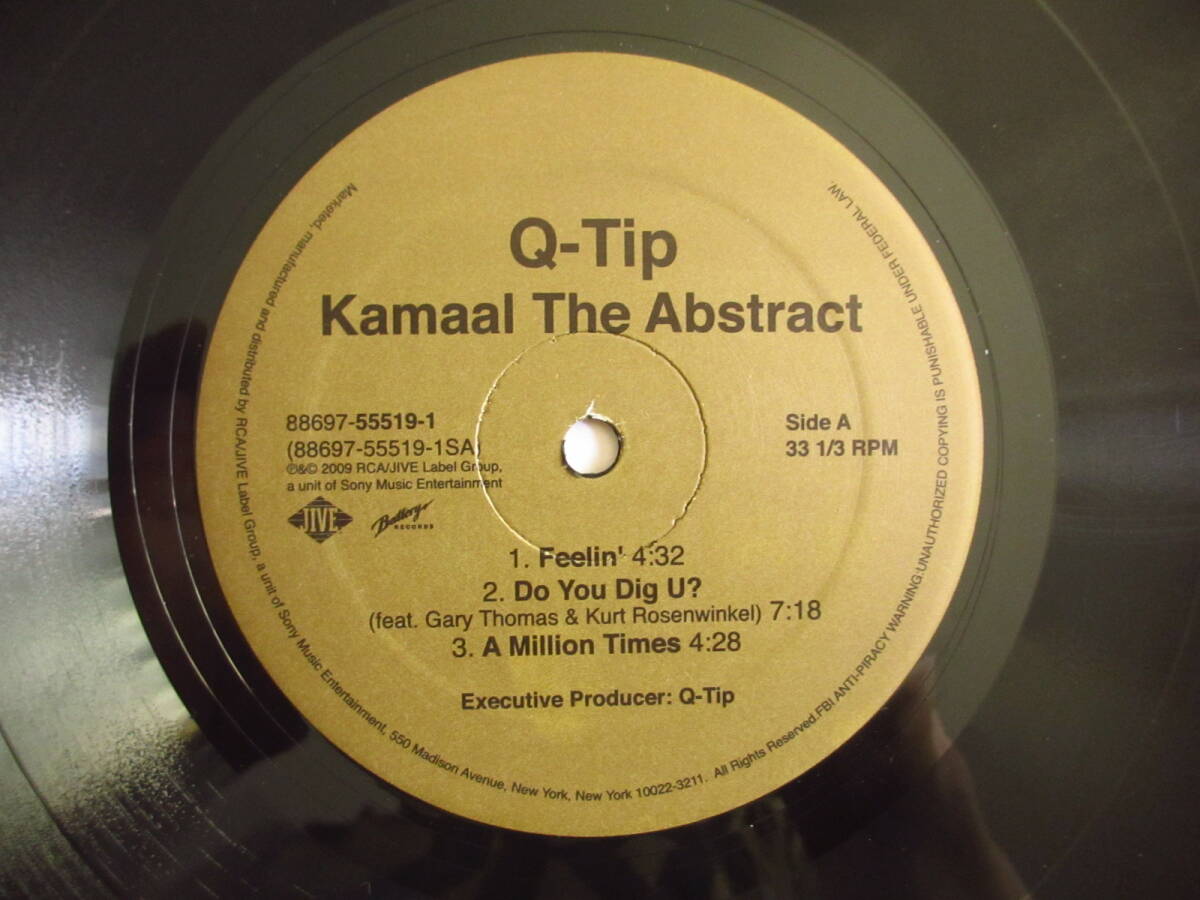 Q-Tip
Kamaal The Abstract
88697-55519-1
(88697-55519-1SA)
℗&© 2009 RCA/JIVE Label Group,
a unit of Sony Music Entertainment
Side A
33 1/3 RPM
JIVE
Battery
RECORDS
1. Feelin' 4:32
2. Do You Dig U?
(feat. Gary Thomas & Kurt Rosenwinkel) 7:18
3. A Million Times 4:28
Executive Producer: Q-Tip
Marketed, manufactured and distributed by RCA/JIVE Label Group, a unit of Sony Music Entertainment, 550 Madison Avenue, New York, New York 10022-3211. All Rights Reserved.FBI ANTI-PIRACY WARNING:UNAUTHORIZED COPYING IS PUNISHABLE UNDER FEDERAL LAW.